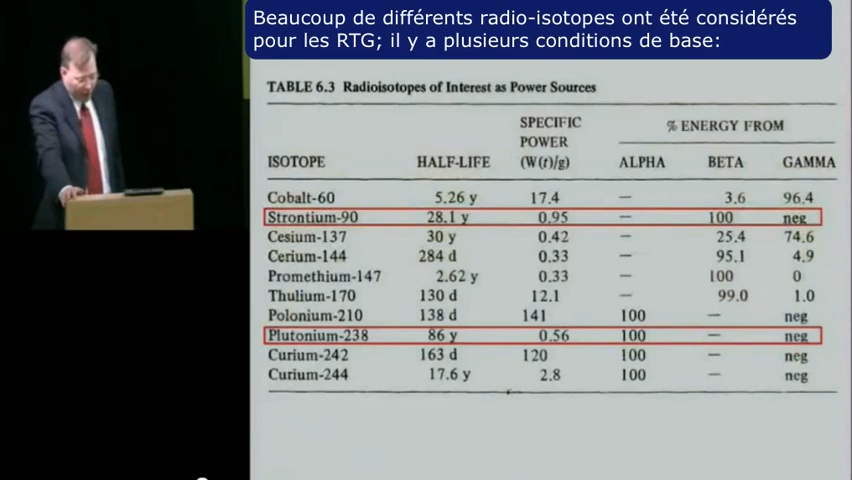 Beaucoup de différents radio-isotopes ont été considérés
pour les RTG; il y a plusieurs conditions de base:
TABLE 6.3 Radioisotopes of Interest as Power Sources
SPECIFIC % ENERGY FROM
POWER
ISOTOPE HALF-LIFE (W(t)/g) ALPHA BETA GAMMA
Cobalt-60 5.26 y 17.4 — 3.6 96.4
Strontium-90 28.1 y 0.95 — 100 neg
Cesium-137 30 y 0.42 — 25.4 74.6
Cerium-144 284 d 0.33 — 95.1 4.9
Promethium-147 2.62 y 0.33 — 100 0
Thulium-170 130 d 12.1 — 99.0 1.0
Polonium-210 138 d 141 100 — neg
Plutonium-238 86 y 0.56 100 — neg
Curium-242 163 d 120 100 — neg
Curium-244 17.6 y 2.8 100 — neg